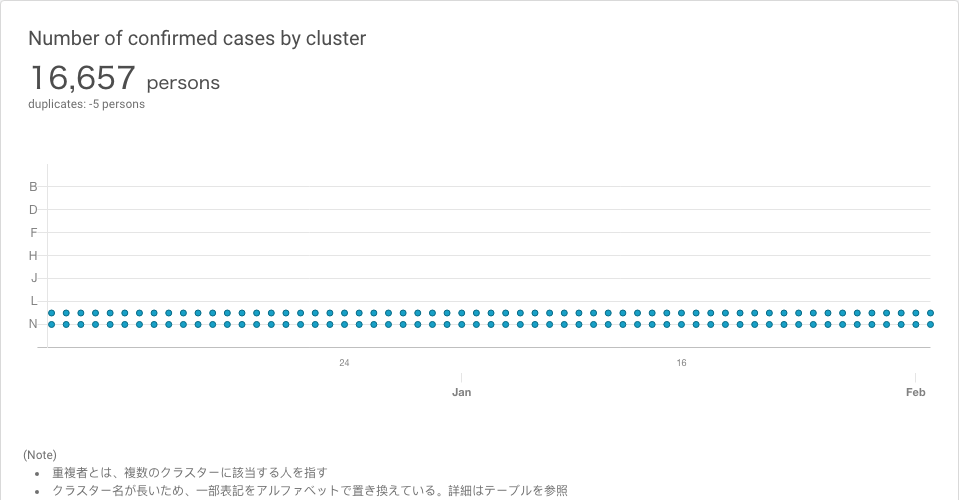 Number of confirmed cases by cluster
16,657 persons
duplicates: -5 persons
B
D
F
H
J
L
N
24
16
Jan
Feb
(Note)
• 重複者とは、複数のクラスターに該当する人を指す
• クラスター名が長いため、一部表記をアルファベットで置き換えている。詳細はテーブルを参照